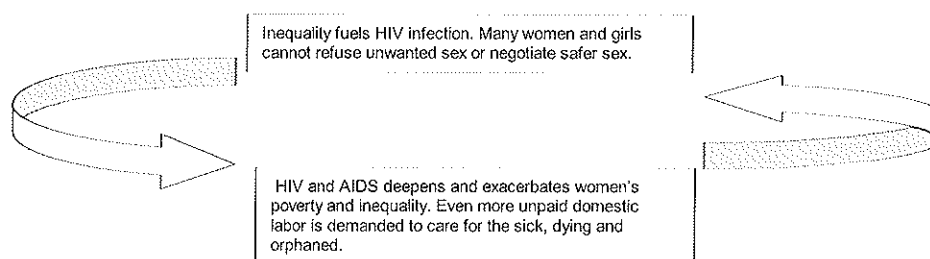 Inequality fuels HIV infection. Many women and girls
cannot refuse unwanted sex or negotiate safer sex.
HIV and AIDS deepens and exacerbates women's
poverty and inequality. Even more unpaid domestic
labor is demanded to care for the sick, dying and
orphaned.